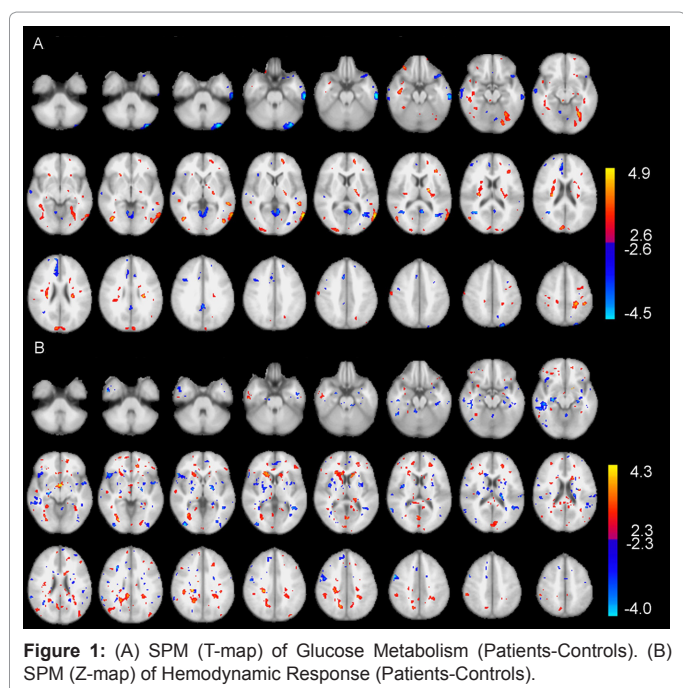 A
4.9
2.6
-2.6
-4.5
B
4.3
2.3
-2.3
-4.0
Figure 1: (A) SPM (T-map) of Glucose Metabolism (Patients-Controls). (B)
SPM (Z-map) of Hemodynamic Response (Patients-Controls).